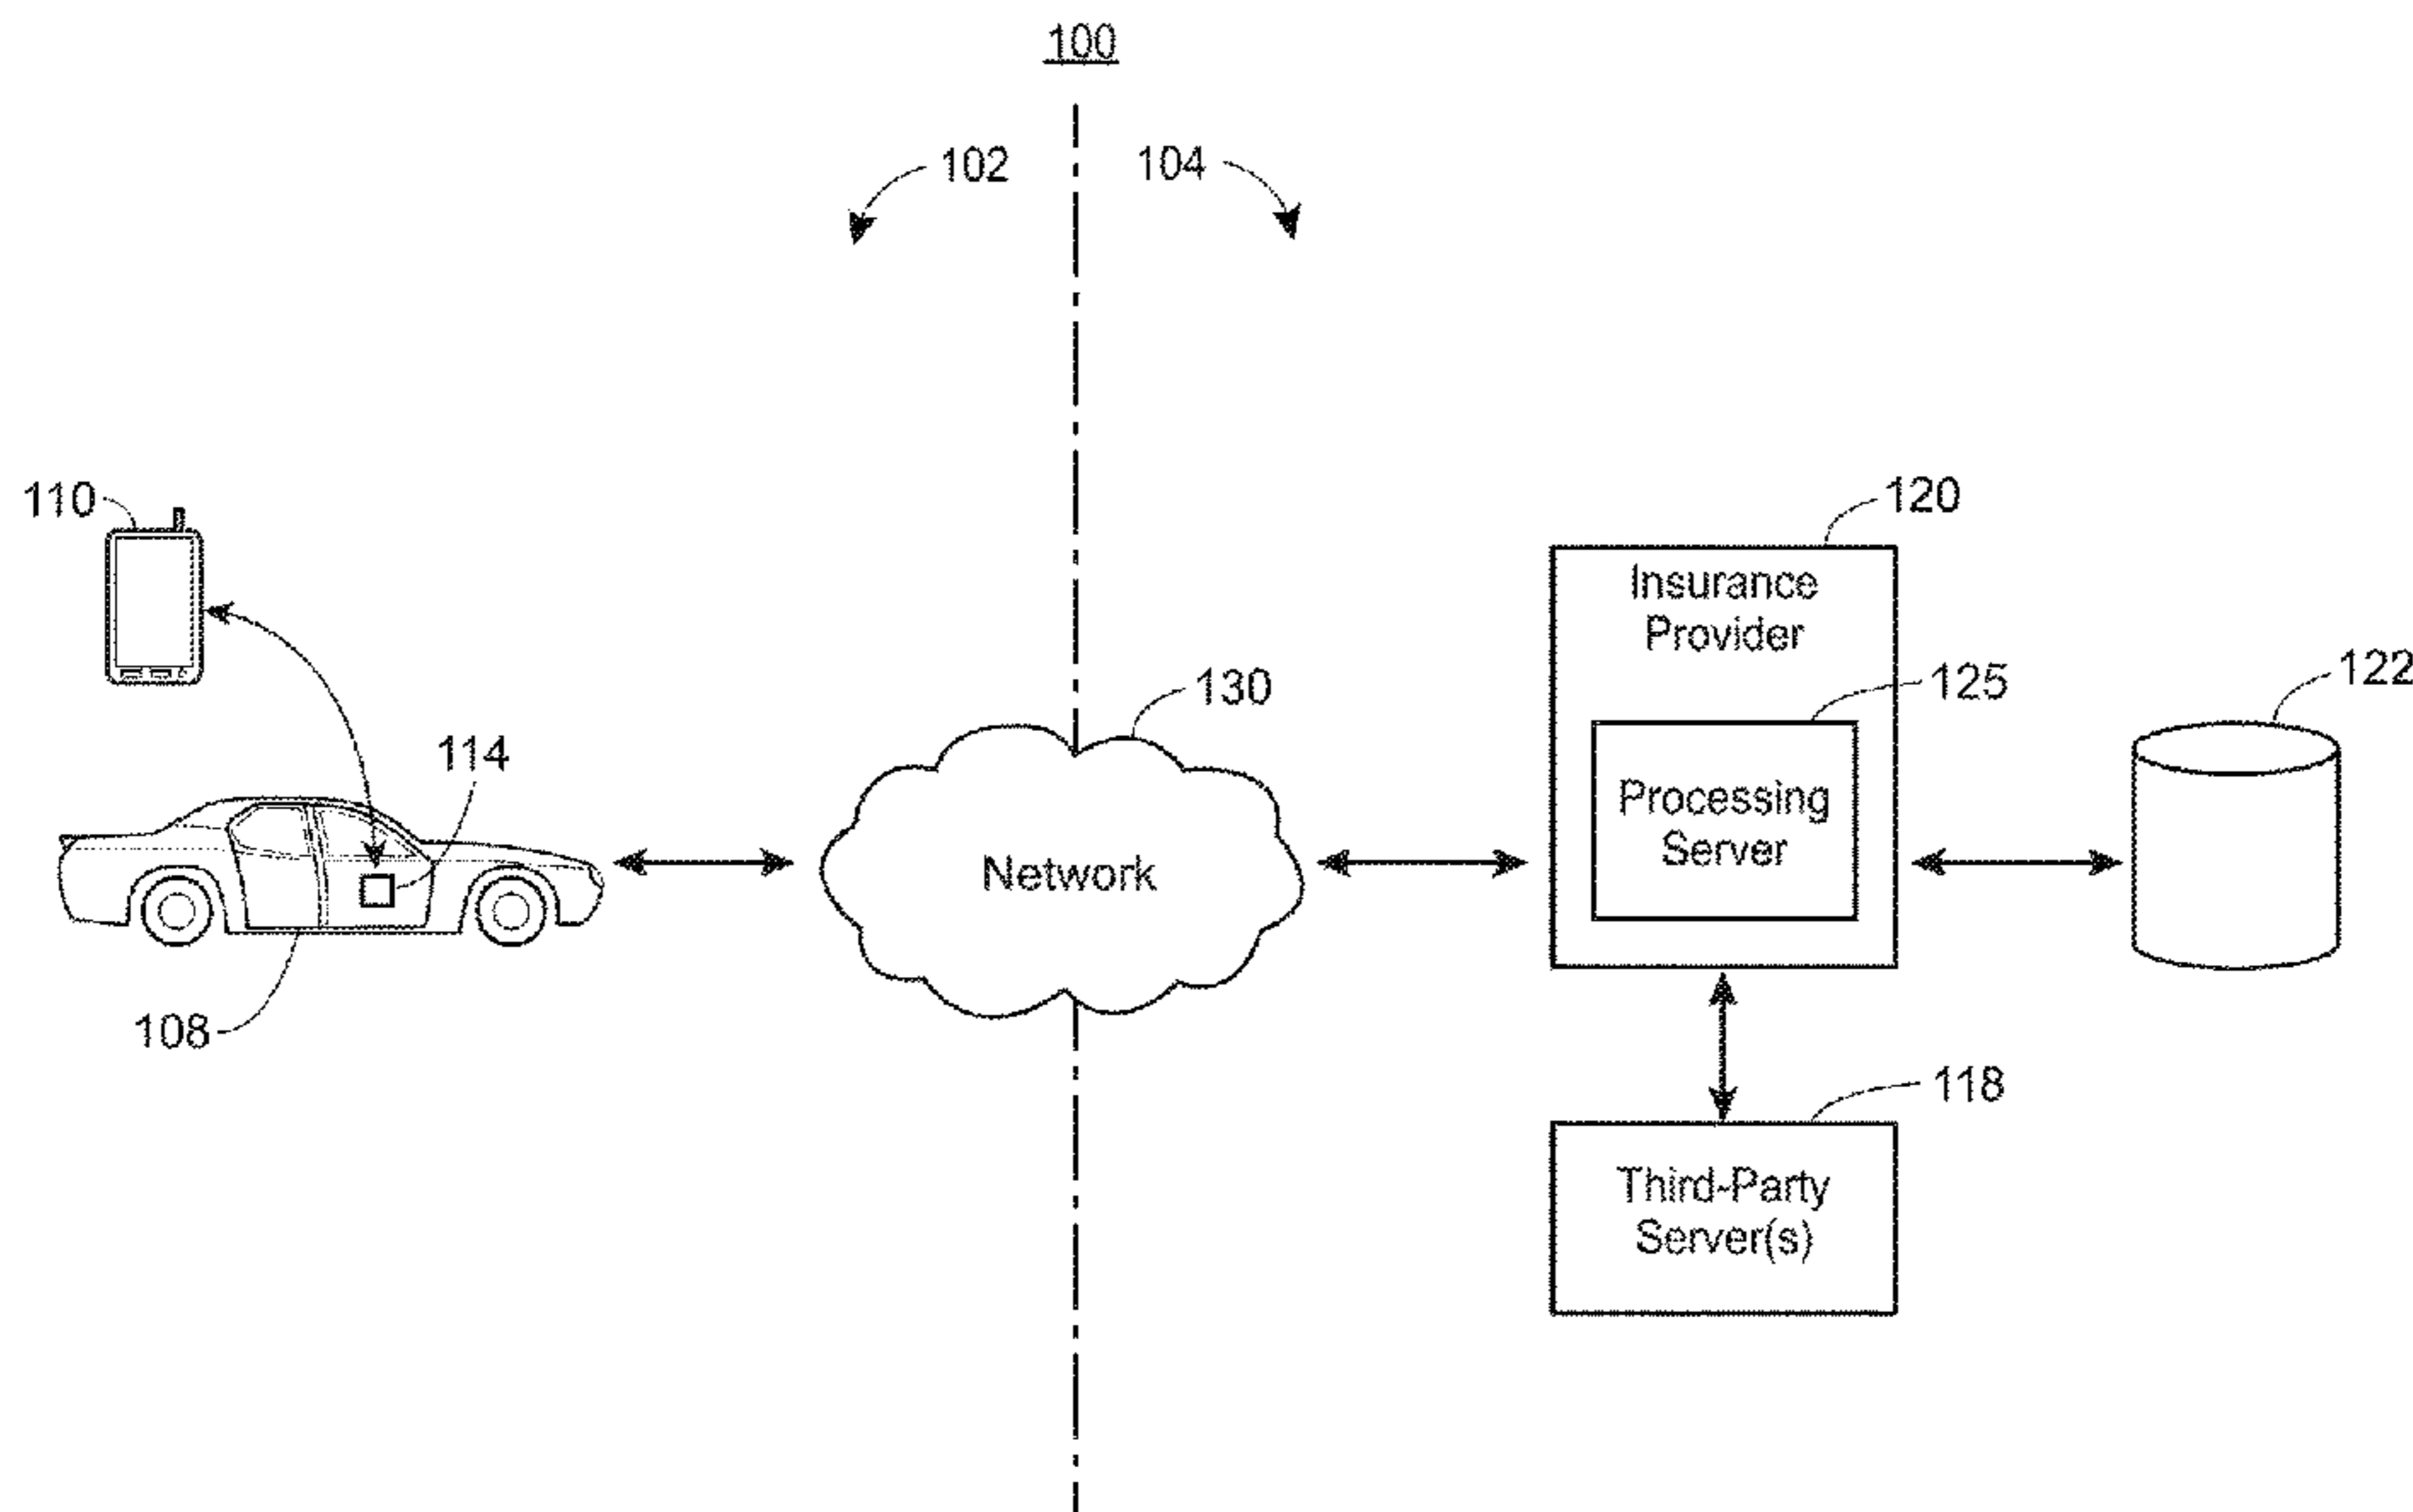 100
102
104
110
120
Insurance
Provider
122
130
125
114
Processing
Server
Network
108
118
Third-Party
Server(s)